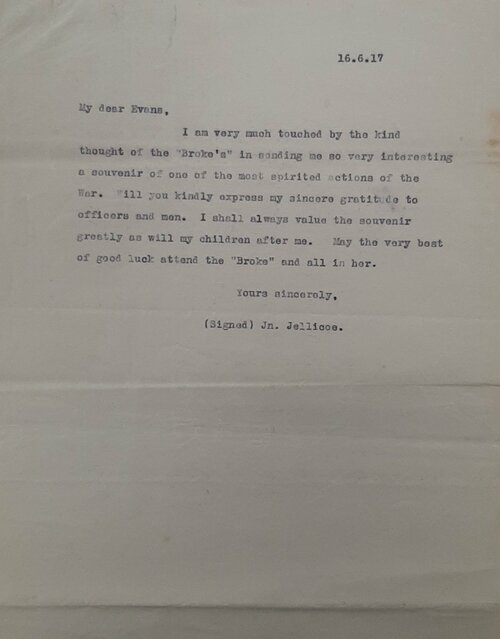 16.6.17
My dear Evans,
I am very much touched by the kind
thought of the "Broke's" in sending me so very interesting
a souvenir of one of the most spirited actions of the
War. Will you kindly express my sincere gratitude to
officers and men. I shall always value the souvenir
greatly as will my children after me. May the very best
of good luck attend the "Broke" and all in her.
Yours sincerely,
(Signed) Jn. Jellicoe.